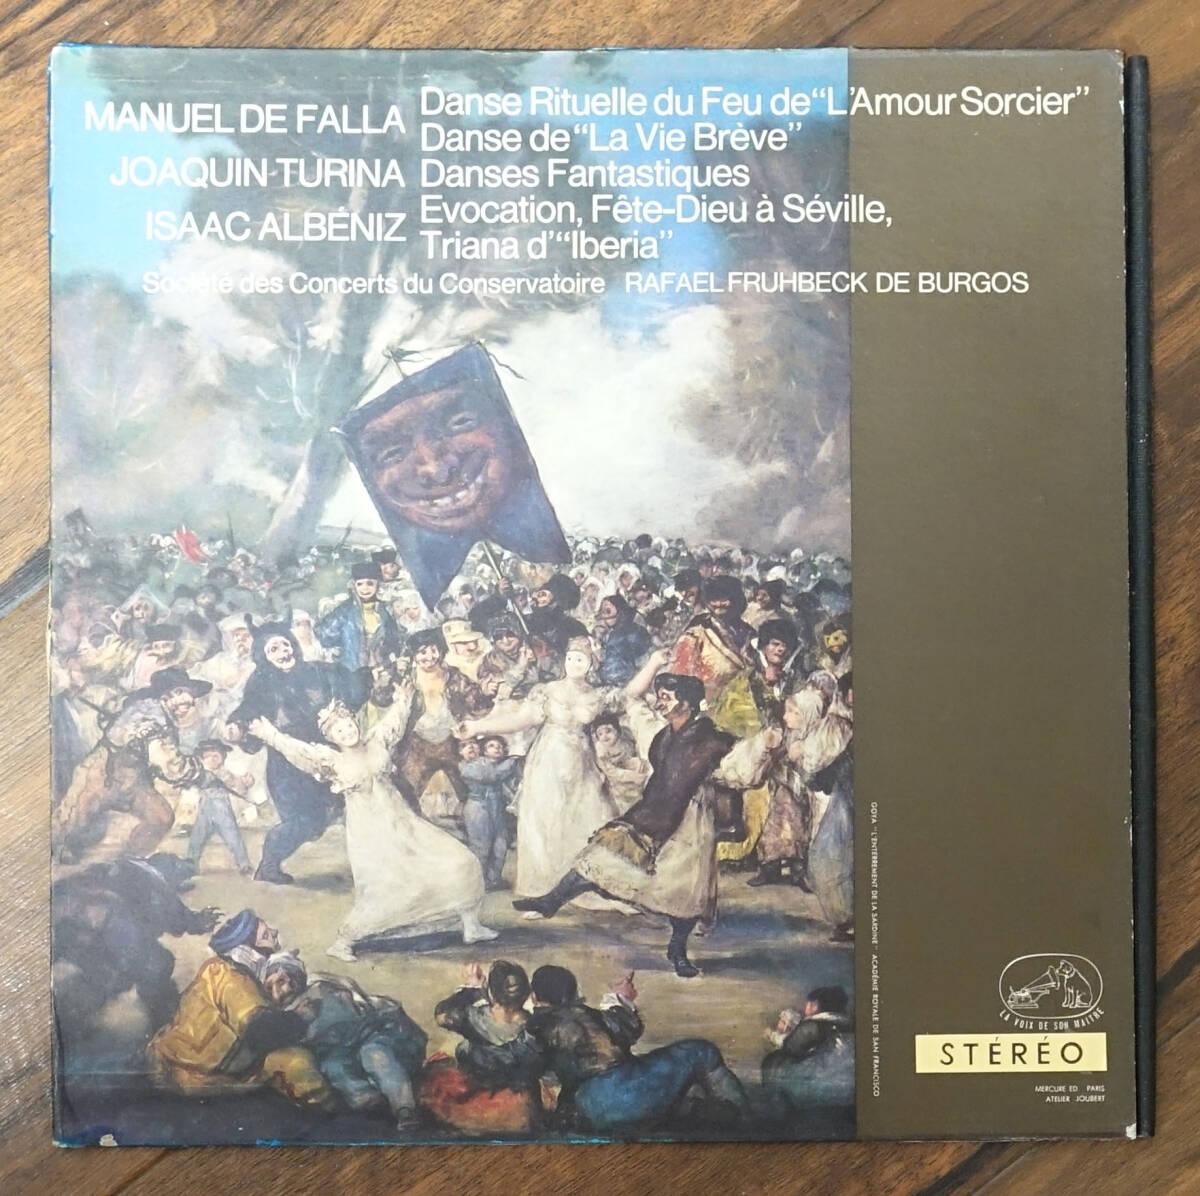 MANUEL DE FALLA
Danse Rituelle du Feu de "L'Amour Sorcier"
Danse de "La Vie Brève"
JOAQUIN TURINA
Danses Fantastiques
ISAAC ALBÉNIZ
Evocation, Fête-Dieu à Séville,
Triana d'"Iberia"
Société des Concerts du Conservatoire RAFAEL FRUHBECK DE BURGOS
GOYA "L'ENTERREMENT DE LA SARDINE" ACADÉMIE ROYALE DE SAN FRANCISCO
LA VOIX DE SON MAITRE
STÉRÉO
MERCURE ED. PARIS
ATELIER JOUBERT